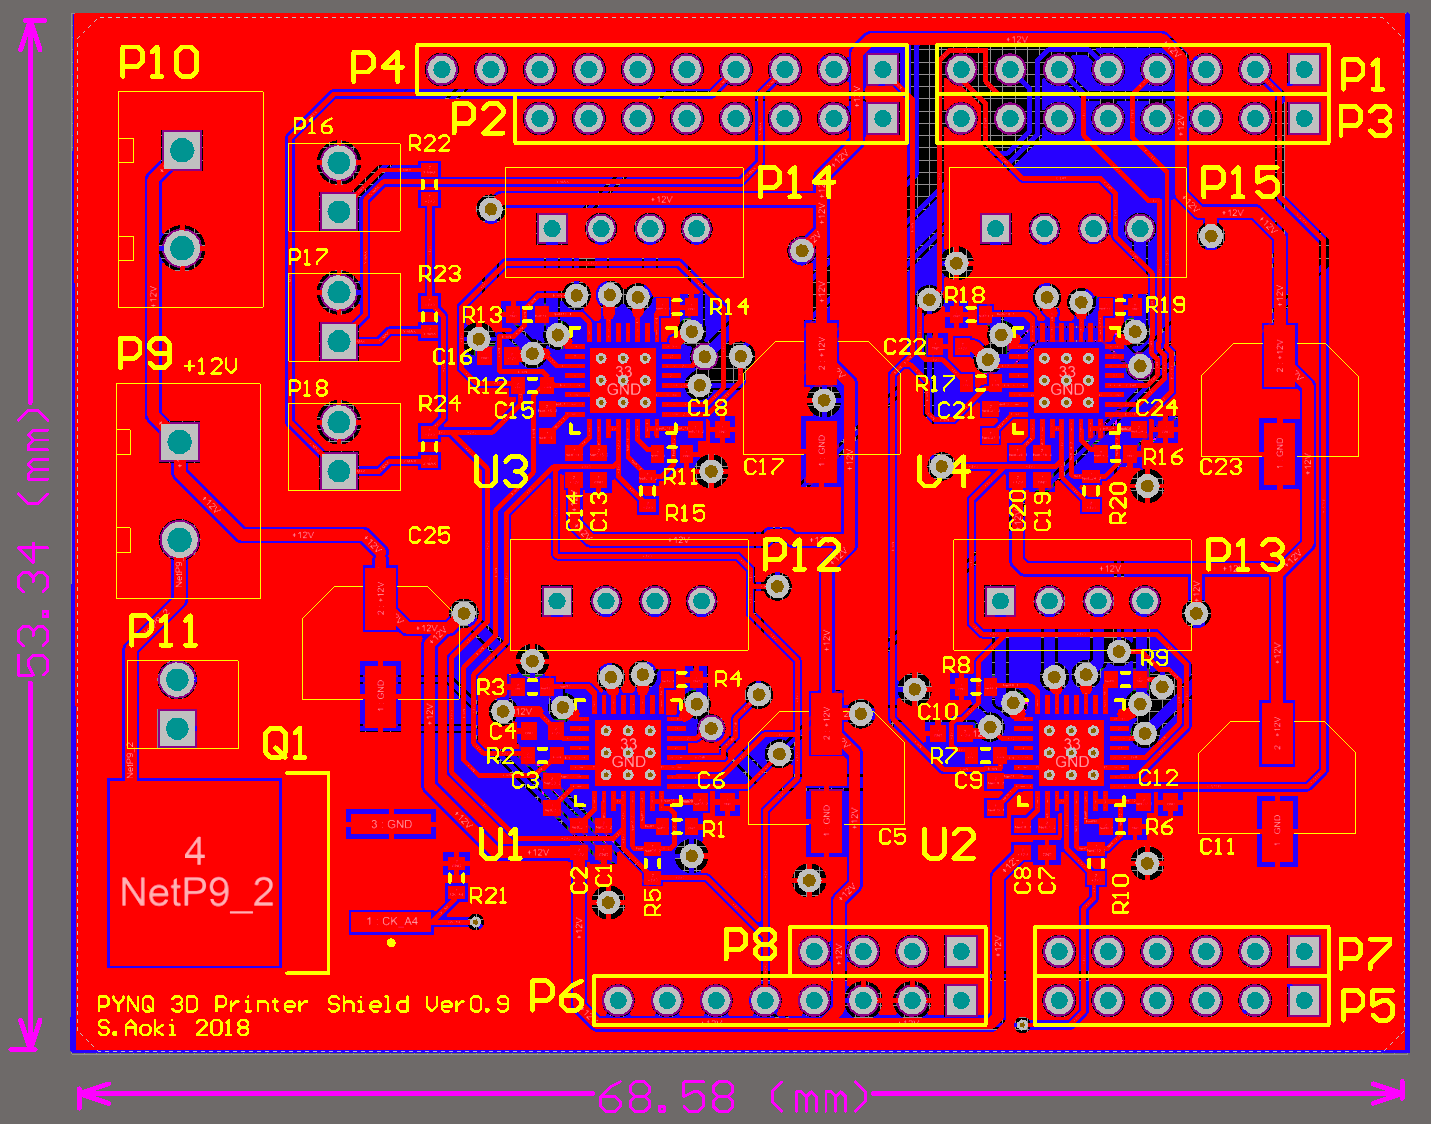 P10
P4
P1
P2
P3
P16
R22
P14
P15
P17
R23
R13
R14
R18
R19
P9
+12V
C16
C22
R12
R17
33
GND
33
GND
P18
R24
C15
C18
C21
C24
U3
R11
C17
U4
R16
C23
C14
C13
R15
C20
C19
R20
C25
P12
P13
53.34 (mm)
P11
R3
R4
R8
R9
Q1
C4
C10
R2
R7
33
GND
33
GND
C3
C6
C9
C12
U1
R1
C5
U2
R6
C11
3 : GND
4
NetP9_2
C2
C1
R5
C8
C7
R10
R21
1 CK_A4
P8
P7
PYNQ 3D Printer Shield Ver0.9
P6
P5
S.Aoki 2018
68.58 (mm)